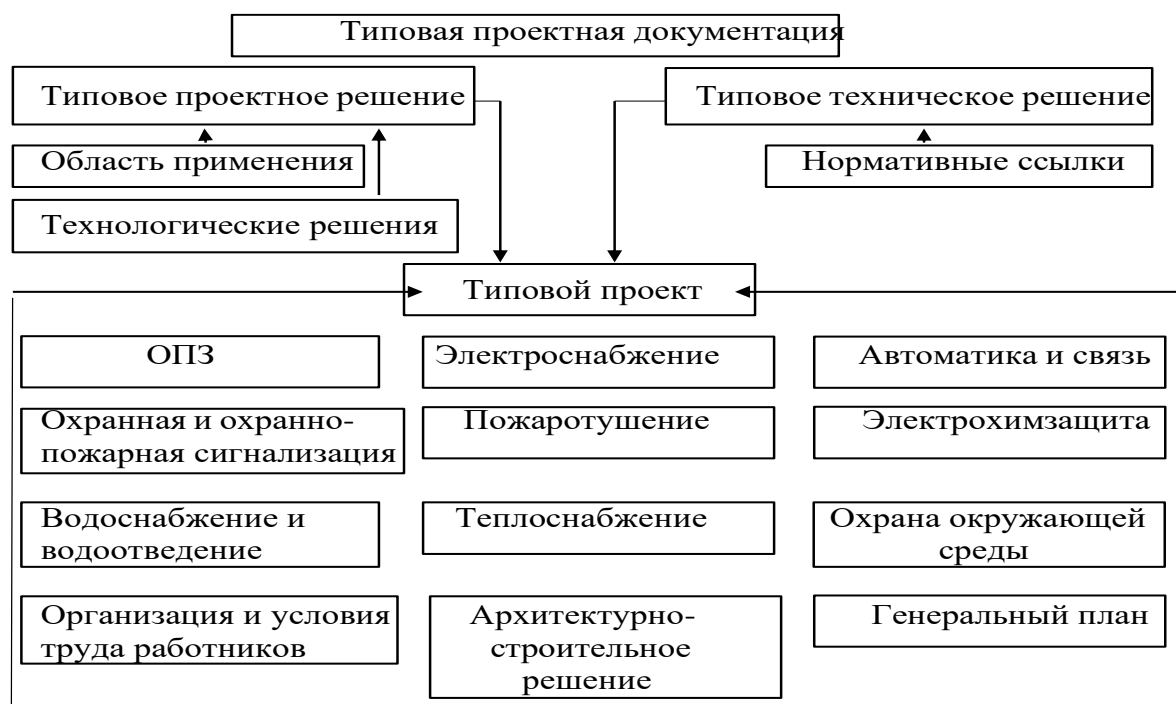 Типовая проектная документация
Типовое проектное решение
Типовое техническое решение
Область применения
Нормативные ссылки
Технологические решения
Типовой проект
ОПЗ
Электроснабжение
Автоматика и связь
Охранная и охранно-
пожарная сигнализация
Пожаротушение
Электрохимзащита
Водоснабжение и
водоотведение
Теплоснабжение
Охрана окружающей
среды
Организация и условия
труда работников
Архитектурно-
строительное
решение
Генеральный план